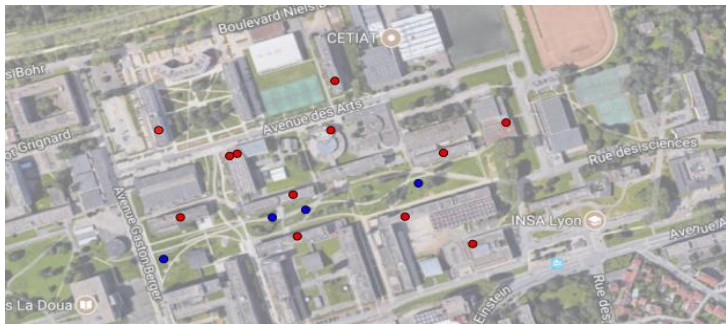 Boulevard Niels B
CETIAT
s Bohr
Avenue des Arts
ot Grignard
Rue des sciences
Avenue Gaston Berger
INSA Lyon
Avenue A
s La Doua
Einstein
Rue des